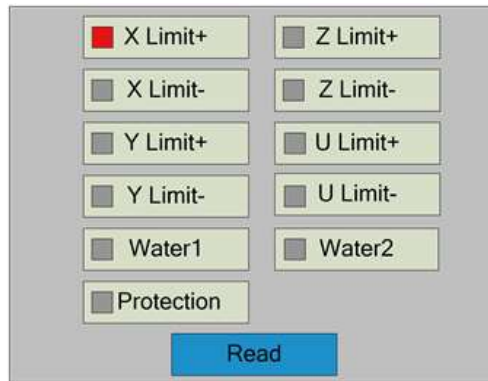 X Limit+
Z Limit+
X Limit-
Z Limit-
Y Limit+
U Limit+
Y Limit-
U Limit-
Water1
Water2
Protection
Read